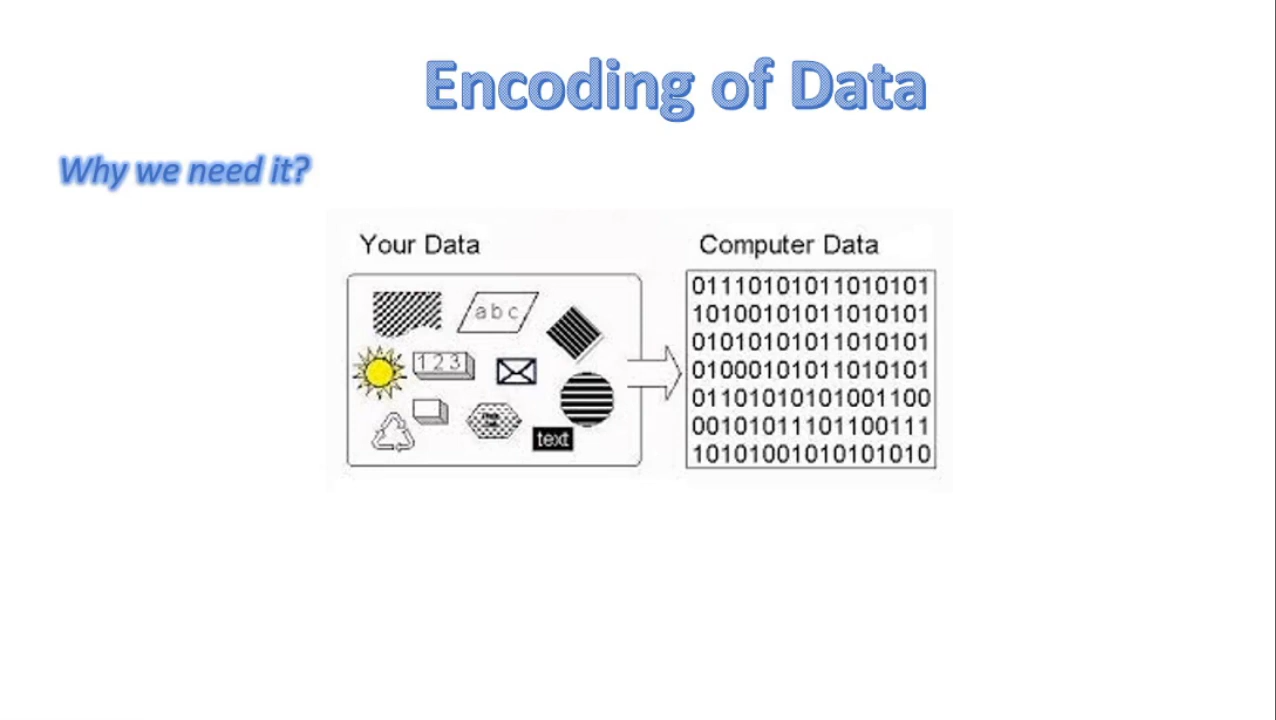 Encoding of Data
Why we need it?
Your Data
Computer Data
abc
123
text
01110101011010101
10100101011010101
01010101011010101
01000101011010101
01101010101001100
00101011101100111
10101001010101010